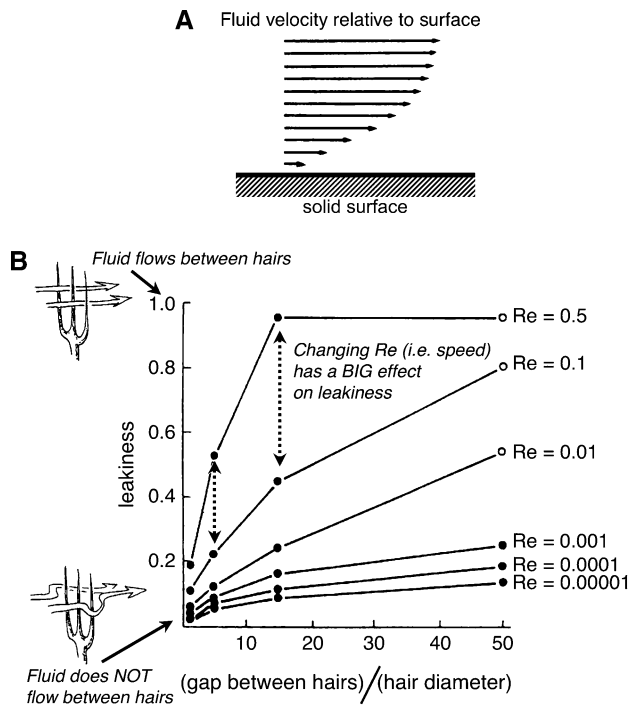 A
Fluid velocity relative to surface
solid surface
B
Fluid flows between hairs
1.0
0.8
0.6
0.4
0.2
leakiness
Re = 0.5
Changing Re (i.e. speed)
has a BIG effect
on leakiness
Re = 0.1
Re = 0.01
Re = 0.001
Re = 0.0001
Re = 0.00001
10 20 30 40 50
Fluid does NOT
flow between hairs
(gap between hairs)/(hair diameter)